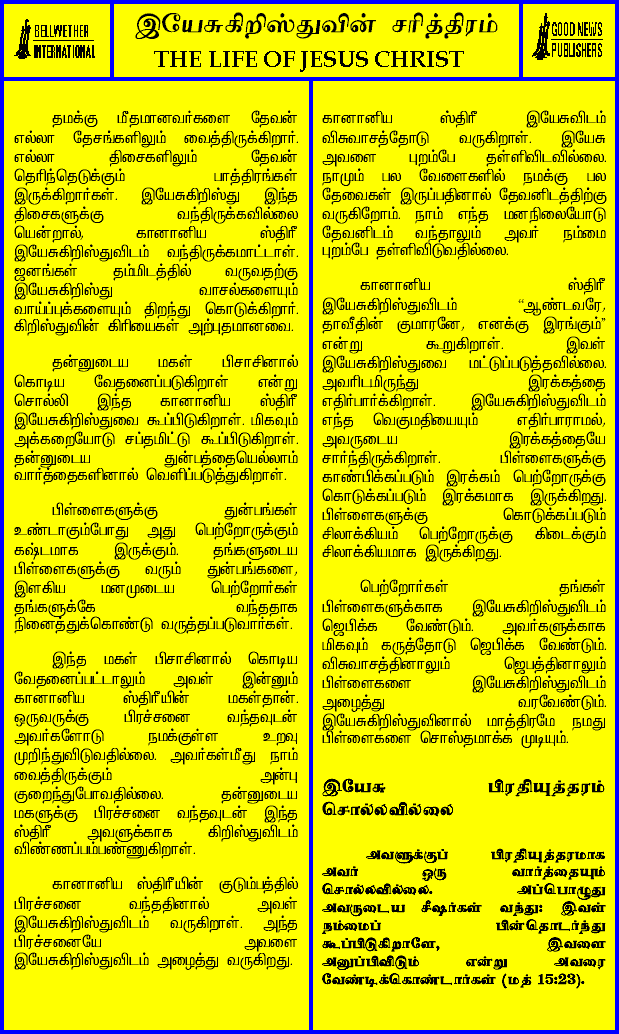 BELLWETHER
INTERNATIONAL
இயேசுகிறிஸ்துவின் சரித்திரம்
THE LIFE OF JESUS CHRIST
GOOD NEWS
PUBLISHERS
தமக்கு மீதமானவர்களை தேவன்
எல்லா தேசங்களிலும் வைத்திருக்கிறார்.
எல்லா திசைகளிலும் தேவன்
தெரிந்தெடுக்கும் பாத்திரங்கள்
இருக்கிறார்கள். இயேசுகிறிஸ்து இந்த
திசைகளுக்கு வந்திருக்கவில்லை
யென்றால், கானானிய ஸ்திரீ
இயேசுகிறிஸ்துவிடம் வந்திருக்கமாட்டாள்.
ஜனங்கள் தம்மிடத்தில் வருவதற்கு
இயேசுகிறிஸ்து வாசல்களையும்
வாய்ப்புக்களையும் திறந்து கொடுக்கிறார்.
கிறிஸ்துவின் கிரியைகள் அற்புதமானவை.
தன்னுடைய மகள் பிசாசினால்
கொடிய வேதனைப்படுகிறாள் என்று
சொல்லி இந்த கானானிய ஸ்திரீ
இயேசுகிறிஸ்துவை கூப்பிடுகிறாள். மிகவும்
அக்கறையோடு சப்தமிட்டு கூப்பிடுகிறாள்.
தன்னுடைய துன்பத்தையெல்லாம்
வார்த்தைகளினால் வெளிப்படுத்துகிறாள்.
பிள்ளைகளுக்கு துன்பங்கள்
உண்டாகும்போது அது பெற்றோருக்கும்
கஷ்டமாக இருக்கும். தங்களுடைய
பிள்ளைகளுக்கு வரும் துன்பங்களை,
இளகிய மனமுடைய பெற்றோர்கள்
தங்களுக்கே வந்ததாக
நினைத்துக்கொண்டு வருத்தப்படுவார்கள்.
இந்த மகள் பிசாசினால் கொடிய
வேதனைப்பட்டாலும் அவள் இன்னும்
கானானிய ஸ்திரீயின் மகள்தான்.
ஒருவருக்கு பிரச்சனை வந்தவுடன்
அவர்களோடு நமக்குள்ள உறவு
முறிந்துவிடுவதில்லை. அவர்கள்மீது நாம்
வைத்திருக்கும் அன்பு
குறைந்துபோவதில்லை. தன்னுடைய
மகளுக்கு பிரச்சனை வந்தவுடன் இந்த
ஸ்திரீ அவளுக்காக கிறிஸ்துவிடம்
விண்ணப்பம்பண்ணுகிறாள்.
கானானிய ஸ்திரீயின் குடும்பத்தில்
பிரச்சனை வந்ததினால் அவள்
இயேசுகிறிஸ்துவிடம் வருகிறாள். அந்த
பிரச்சனையே அவளை
இயேசுகிறிஸ்துவிடம் அழைத்து வருகிறது.
கானானிய ஸ்திரீ இயேசுவிடம்
விசுவாசத்தோடு வருகிறாள். இயேசு
அவளை புறம்பே தள்ளிவிடவில்லை.
நாமும் பல வேளைகளில் நமக்கு பல
தேவைகள் இருப்பதினால் தேவனிடத்திற்கு
வருகிறோம். நாம் எந்த மனநிலையோடு
தேவனிடம் வந்தாலும் அவர் நம்மை
புறம்பே தள்ளிவிடுவதில்லை.
கானானிய ஸ்திரீ
இயேசுகிறிஸ்துவிடம் “ஆண்டவரே,
தாவீதின் குமாரனே, எனக்கு இரங்கும்”
என்று கூறுகிறாள். இவள்
இயேசுகிறிஸ்துவை மட்டுப்படுத்தவில்லை.
அவரிடமிருந்து இரக்கத்தை
எதிர்பார்க்கிறாள். இயேசுகிறிஸ்துவிடம்
எந்த வெகுமதியையும் எதிர்பாராமல்,
அவருடைய இரக்கத்தையே
சார்ந்திருக்கிறாள். பிள்ளைகளுக்கு
காண்பிக்கப்படும் இரக்கம் பெற்றோருக்கு
கொடுக்கப்படும் இரக்கமாக இருக்கிறது.
பிள்ளைகளுக்கு கொடுக்கப்படும்
சிலாக்கியம் பெற்றோருக்கு கிடைக்கும்
சிலாக்கியமாக இருக்கிறது.
பெற்றோர்கள் தங்கள்
பிள்ளைகளுக்காக இயேசுகிறிஸ்துவிடம்
ஜெபிக்க வேண்டும். அவர்களுக்காக
மிகவும் கருத்தோடு ஜெபிக்க வேண்டும்.
விசுவாசத்தினாலும் ஜெபத்தினாலும்
பிள்ளைகளை இயேசுகிறிஸ்துவிடம்
அழைத்து வரவேண்டும்.
இயேசுகிறிஸ்துவினால் மாத்திரமே நமது
பிள்ளைகளை சொஸ்தமாக்க முடியும்.
இயேசு பிரதியுத்தரம்
சொல்லவில்லை
அவளுக்குப் பிரதியுத்தரமாக
அவர் ஒரு வார்த்தையும்
சொல்லவில்லை. அப்பொழுது
அவருடைய சீஷர்கள் வந்து: இவள்
நம்மைப் பின்தொடர்ந்து
கூப்பிடுகிறாளே, இவளை
அனுப்பிவிடும் என்று அவரை
வேண்டிக்கொண்டார்கள் (மத் 15:23).